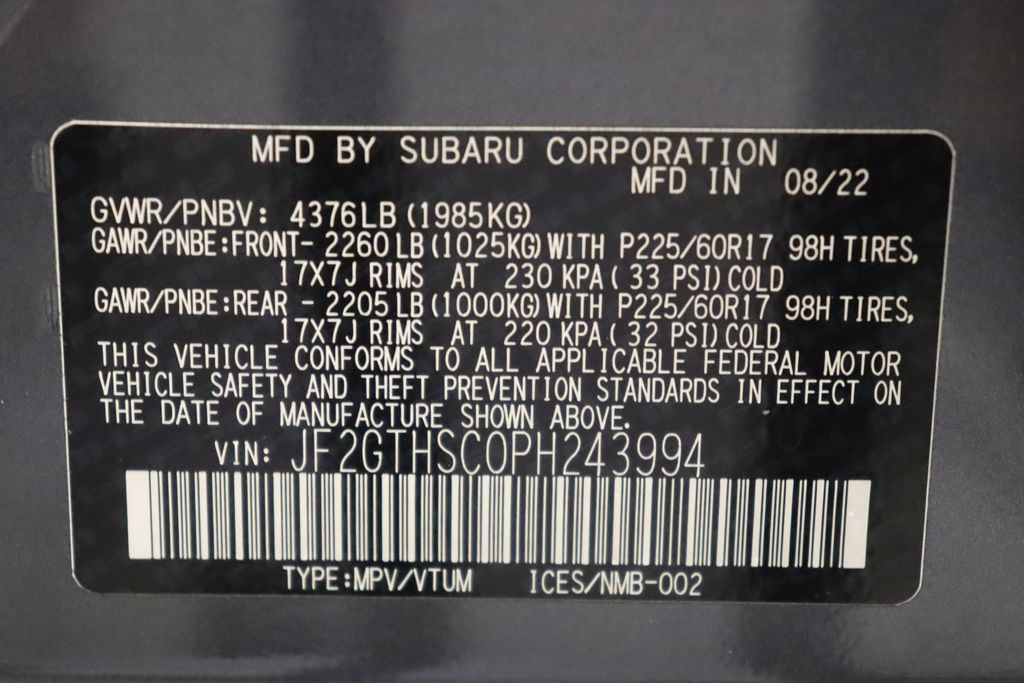 MFD BY SUBARU CORPORATION
MFD IN 08/22
GVWR/PNBV: 4376LB (1985KG)
GAWR/PNBE:FRONT- 2260 LB (1025KG) WITH P225/60R17 98H TIRES,
17X7J RIMS AT 230 KPA ( 33 PSI) COLD
GAWR/PNBE:REAR - 2205 LB (1000KG) WITH P225/60R17 98H TIRES,
17X7J RIMS AT 220 KPA ( 32 PSI) COLD
THIS VEHICLE CONFORMS TO ALL APPLICABLE FEDERAL MOTOR
VEHICLE SAFETY AND THEFT PREVENTION STANDARDS IN EFFECT ON
THE DATE OF MANUFACTURE SHOWN ABOVE.
VIN: JF2GTHSC0PH243994
TYPE:MPV/VTUM ICES/NMB-002